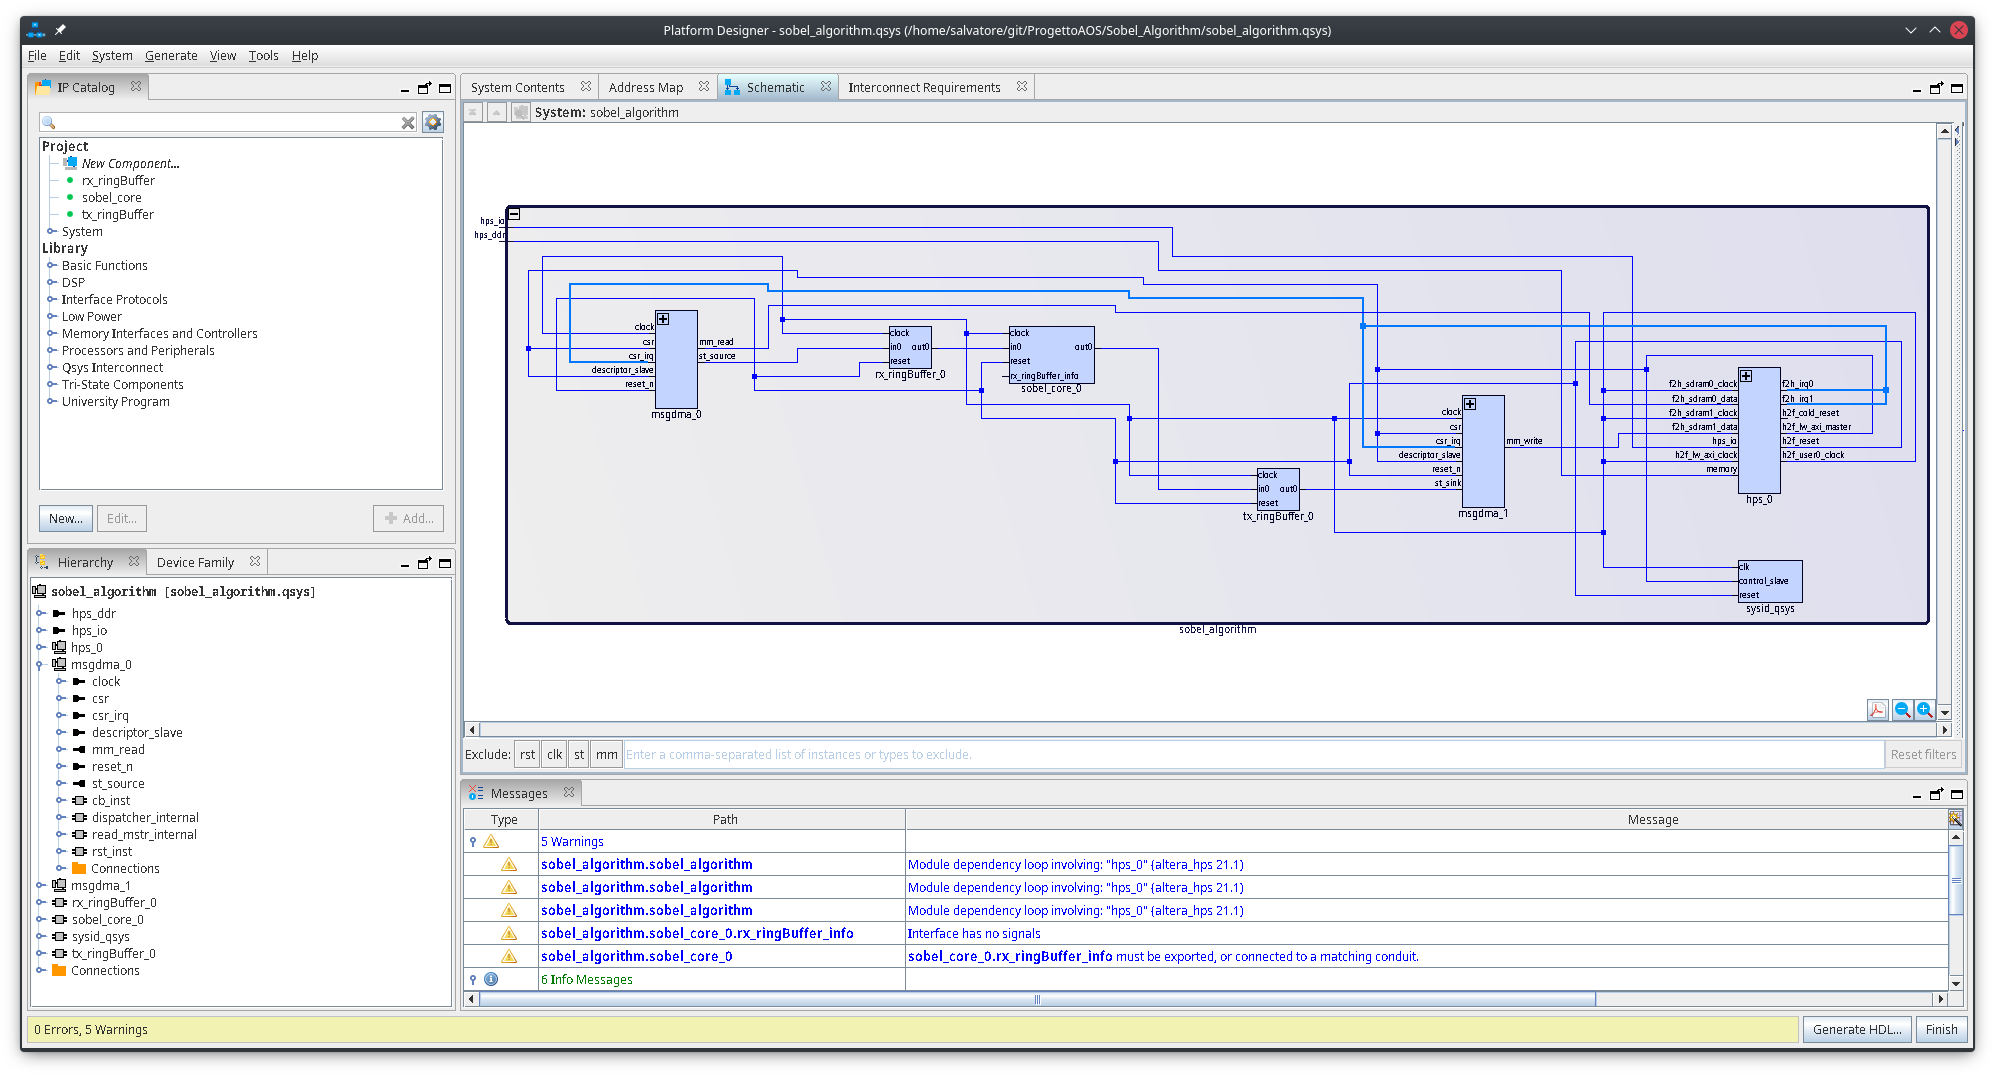 Platform Designer - sobel_algorithm.qsys (/home/salvatore/git/ProgettoAOS/Sobel_Algorithm/sobel_algorithm.qsys)
File Edit System Generate View Tools Help
IP Catalog
Project
New Component...
rx_ringBuffer
sobel_core
tx_ringBuffer
System
Library
Basic Functions
DSP
Interface Protocols
Low Power
Memory Interfaces and Controllers
Processors and Peripherals
Qsys Interconnect
Tri-State Components
University Program
New... Edit... Add...
Hierarchy Device Family
sobel_algorithm [sobel_algorithm.qsys]
hps_ddr
hps_io
hps_0
msgdma_0
clock
csr
csr_irq
descriptor_slave
mm_read
reset_n
st_source
cb_inst
dispatcher_internal
read_mstr_internal
rst_inst
Connections
msgdma_1
rx_ringBuffer_0
sobel_core_0
sysid_qsys
tx_ringBuffer_0
Connections
System Contents Address Map Schematic Interconnect Requirements
System: sobel_algorithm
hps_io
hps_ddr
clock
csr
csr_irq
descriptor_slave
reset_n
mm_read
st_source
msgdma_0
clock
in0 out0
reset
rx_ringBuffer_0
clock
in0 out0
reset
rx_ringBuffer_info
sobel_core_0
clock
in0 out0
reset
tx_ringBuffer_0
clock
csr
csr_irq
descriptor_slave
reset_n
st_sink
mm_write
msgdma_1
f2h_sdram0_clock
f2h_sdram0_data
f2h_sdram1_clock
f2h_sdram1_data
hps_io
h2f_lw_axi_clock
memory
f2h_irq0
f2h_irq1
h2f_cold_reset
h2f_lw_axi_master
h2f_reset
h2f_user0_clock
hps_0
clk
control_slave
reset
sysid_qsys
sobel_algorithm
Exclude: rst clk st mm Enter a comma-separated list of instances or types to exclude. Reset filters
Messages
Type Path Message
5 Warnings
sobel_algorithm.sobel_algorithm Module dependency loop involving: "hps_0" (altera_hps 21.1)
sobel_algorithm.sobel_algorithm Module dependency loop involving: "hps_0" (altera_hps 21.1)
sobel_algorithm.sobel_algorithm Module dependency loop involving: "hps_0" (altera_hps 21.1)
sobel_algorithm.sobel_core_0.rx_ringBuffer_info Interface has no signals
sobel_algorithm.sobel_core_0 sobel_core_0.rx_ringBuffer_info must be exported, or connected to a matching conduit.
6 Info Messages
0 Errors, 5 Warnings
Generate HDL... Finish